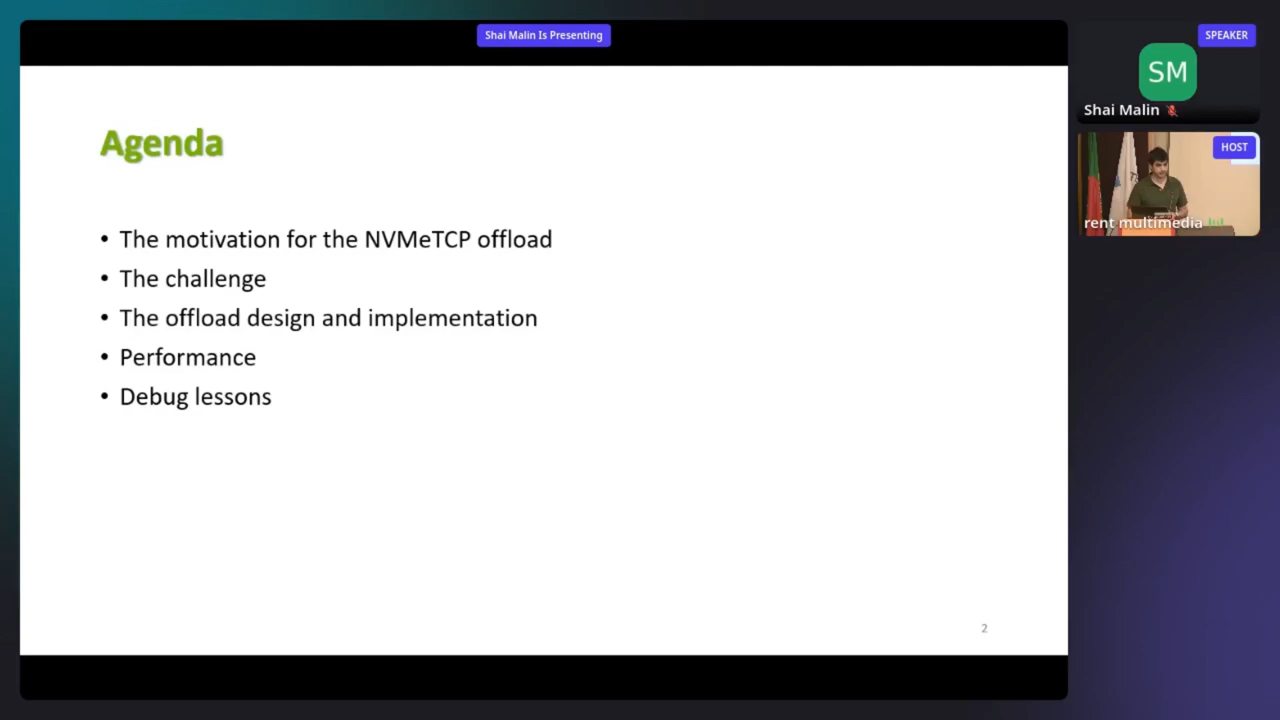 Shai Malin Is Presenting
SPEAKER
SM
Shai Malin
HOST
rent multimedia
Agenda
• The motivation for the NVMeTCP offload
• The challenge
• The offload design and implementation
• Performance
• Debug lessons
2